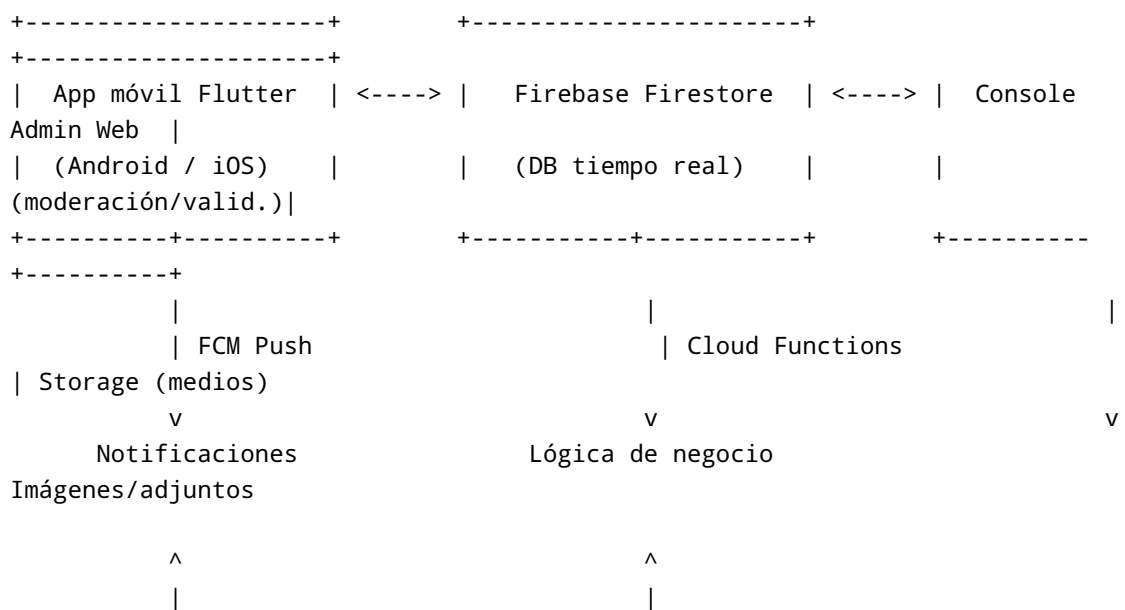 +---------------------+        +-----------------------+
+---------------------+
|  App móvil Flutter  | <----> |   Firebase Firestore  | <----> |  Console
Admin Web  |
|  (Android / iOS)    |        |   (DB tiempo real)    |        |
(moderación/valid.)|
+----------+----------+        +-----------+-----------+        +----------
+----------+
           |                               |                               |
           | FCM Push                       | Cloud Functions
| Storage (medios)
           v                               v                               v
      Notificaciones                Lógica de negocio
Imágenes/adjuntos

           ^                               ^
           |                               |